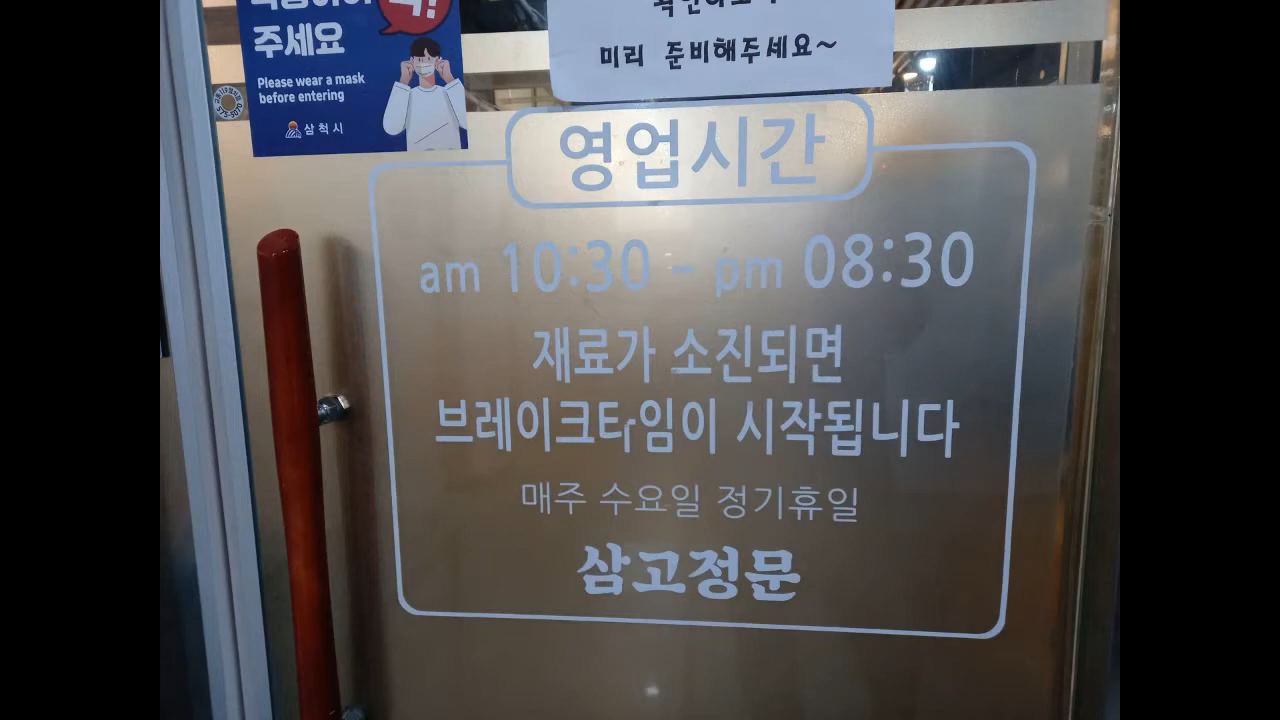 주세요
Please wear a mask
before entering
삼척시
미리 준비해주세요~
영업시간
am 10:30 - pm 08:30
재료가 소진되면
브레이크타임이 시작됩니다
매주 수요일 정기휴일
삼고정문